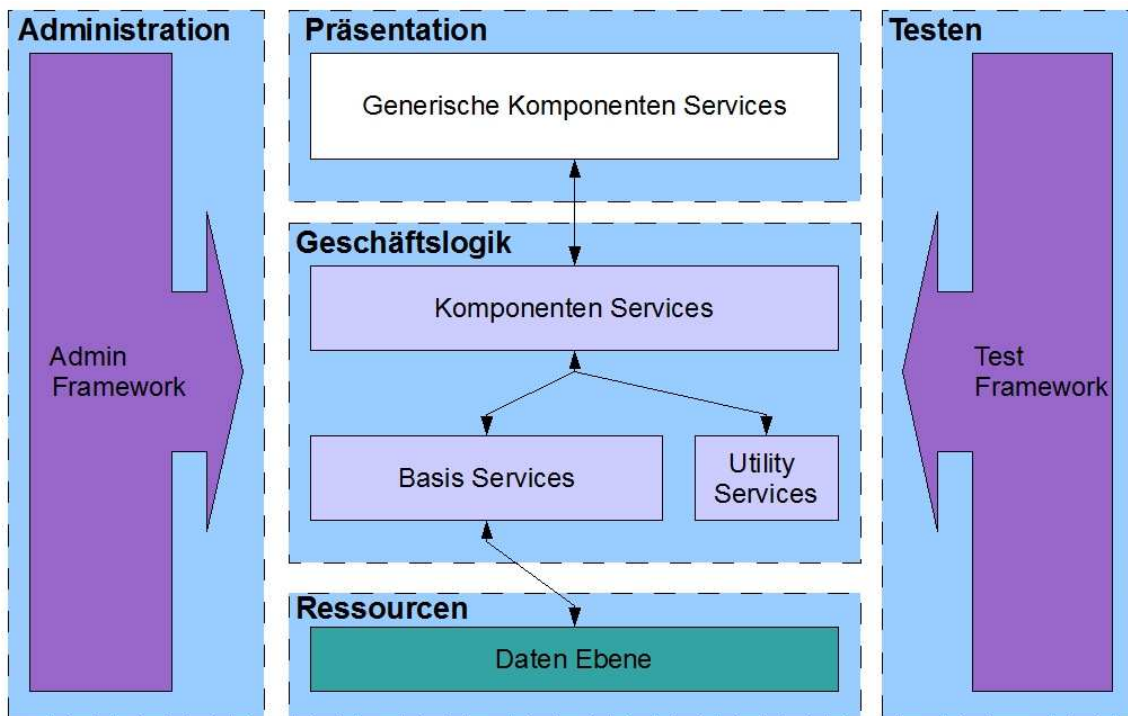 Administration
Admin
Framework
Präsentation
Generische Komponenten Services
Geschäftslogik
Komponenten Services
Basis Services
Utility
Services
Ressourcen
Daten Ebene
Testen
Test
Framework